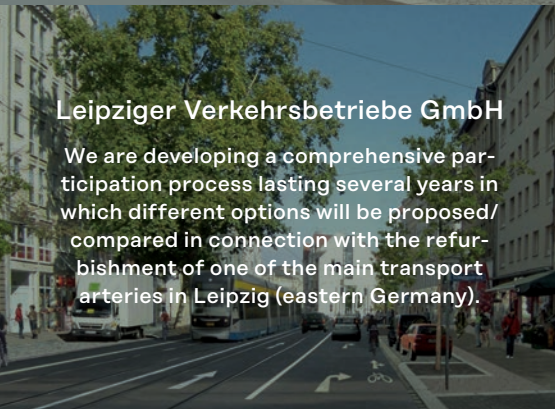 Leipziger Verkehrsbetriebe GmbH
We are developing a comprehensive par-
ticipation process lasting several years in
which different options will be proposed/
compared in connection with the refur-
bishment of one of the main transport
arteries in Leipzig (eastern Germany).